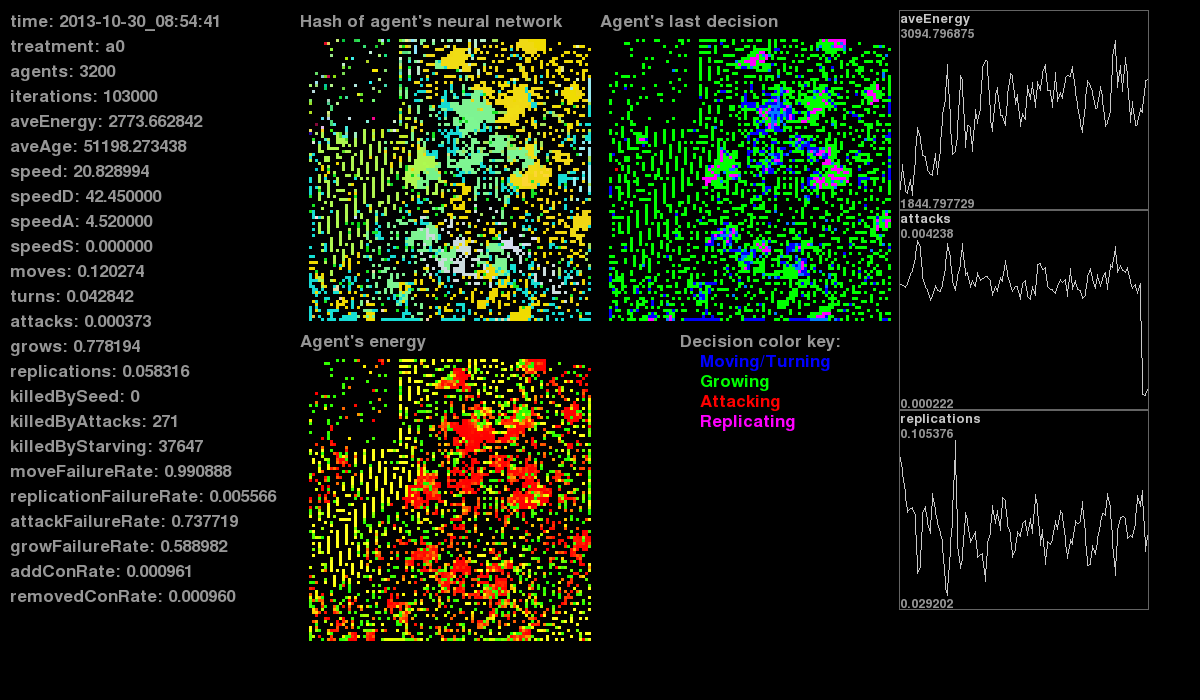 time: 2013-10-30_08:54:41
treatment: a0
agents: 3200
iterations: 103000
aveEnergy: 2773.662842
aveAge: 51198.273438
speed: 20.828994
speedD: 42.450000
speedA: 4.520000
speedS: 0.000000
moves: 0.120274
turns: 0.042842
attacks: 0.000373
grows: 0.778194
replications: 0.058316
killedBySeed: 0
killedByAttacks: 271
killedByStarving: 37647
moveFailureRate: 0.990888
replicationFailureRate: 0.005566
attackFailureRate: 0.737719
growFailureRate: 0.588982
addConRate: 0.000961
removedConRate: 0.000960
Hash of agent's neural network
Agent's last decision
Agent's energy
Decision color key:
Moving/Turning
Growing
Attacking
Replicating
aveEnergy
3094.796875
1844.797729
attacks
0.004238
0.000222
replications
0.105376
0.029202